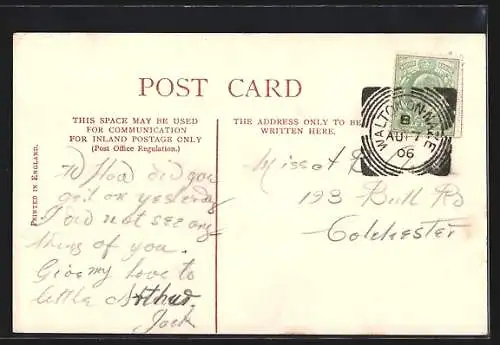 POST CARD
THIS SPACE MAY BE USED
FOR COMMUNICATION
FOR INLAND POSTAGE ONLY
(Post Office Regulation.)
THE ADDRESS ONLY TO BE
WRITTEN HERE.
PRINTED IN ENGLAND.
WALTON ON NAZE
B
AU 7
06
How did you
get on yesterday
I did not see any
thing of you.
Give my love to
little Arthur.
Jack
193 Bull Rd
Colchester